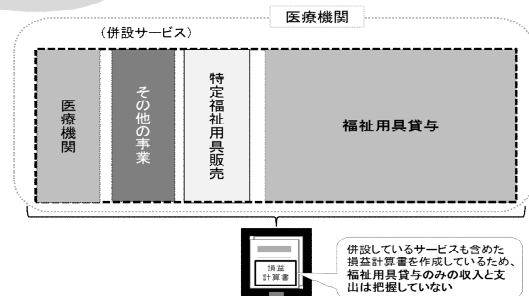 医療機関
（併設サービス）
医療機関
その他の事業
特定福祉用具販売
福祉用具貸与
損益
計算書
併設しているサービスも含めた
損益計算書を作成しているため、
福祉用具貸与のみの収入と支
出は把握していない